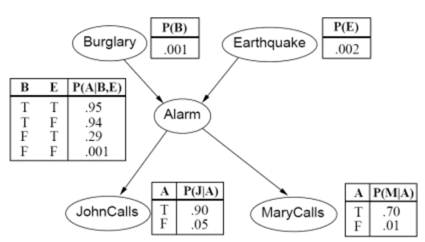 Burglary
P(B)
.001
Earthquake
P(E)
.002
B E P(A|B,E)
T T .95
T F .94
F T .29
F F .001
Alarm
JohnCalls
A P(J|A)
T .90
F .05
MaryCalls
A P(M|A)
T .70
F .01